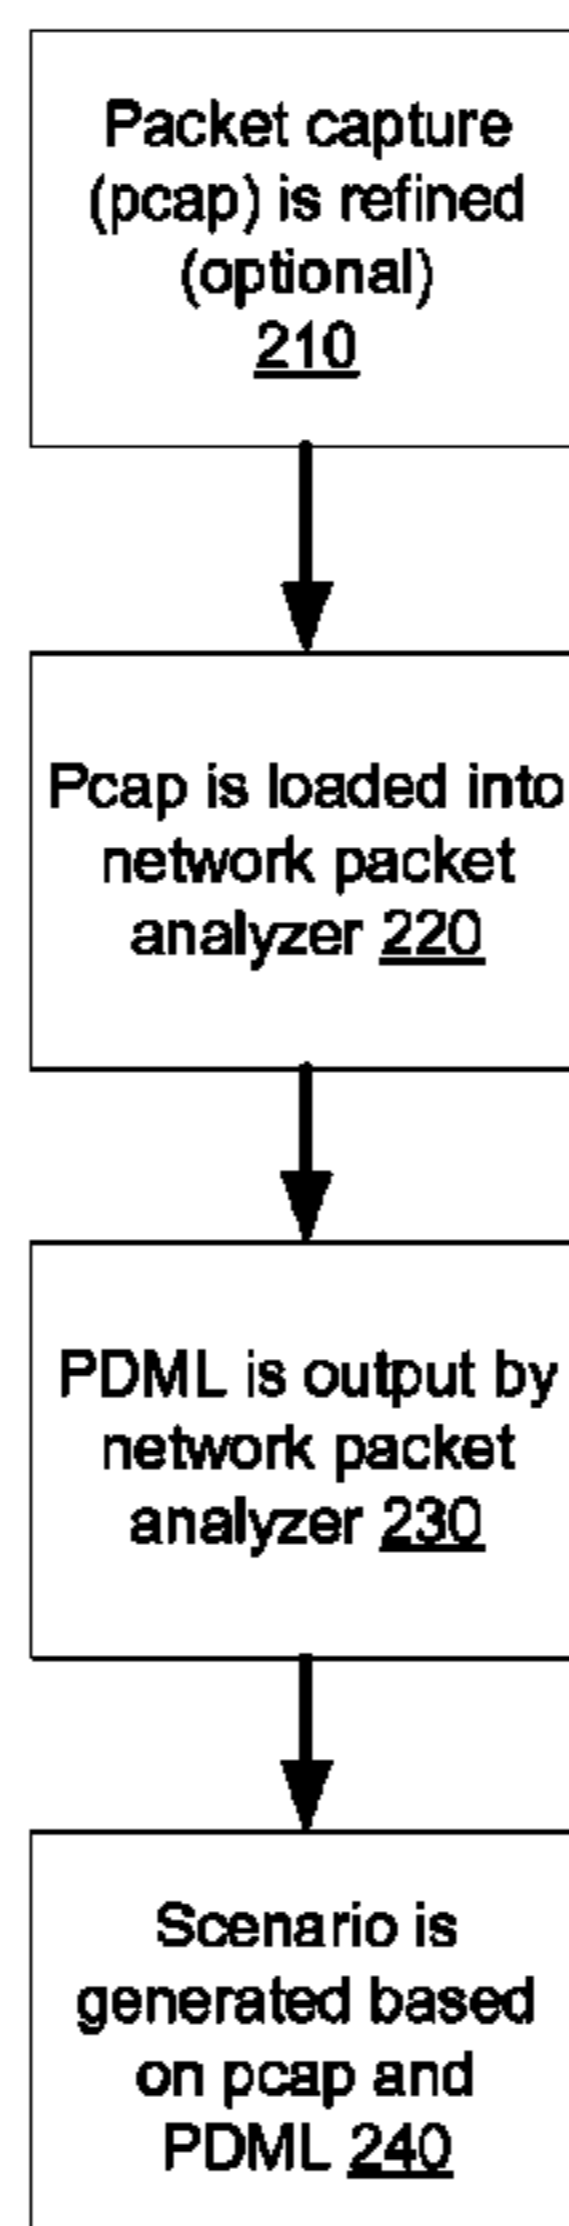 Packet capture
(pcap) is refined
(optional)
210
Pcap is loaded into
network packet
analyzer 220
PDML is output by
network packet
analyzer 230
Scenario is
generated based
on pcap and
PDML 240